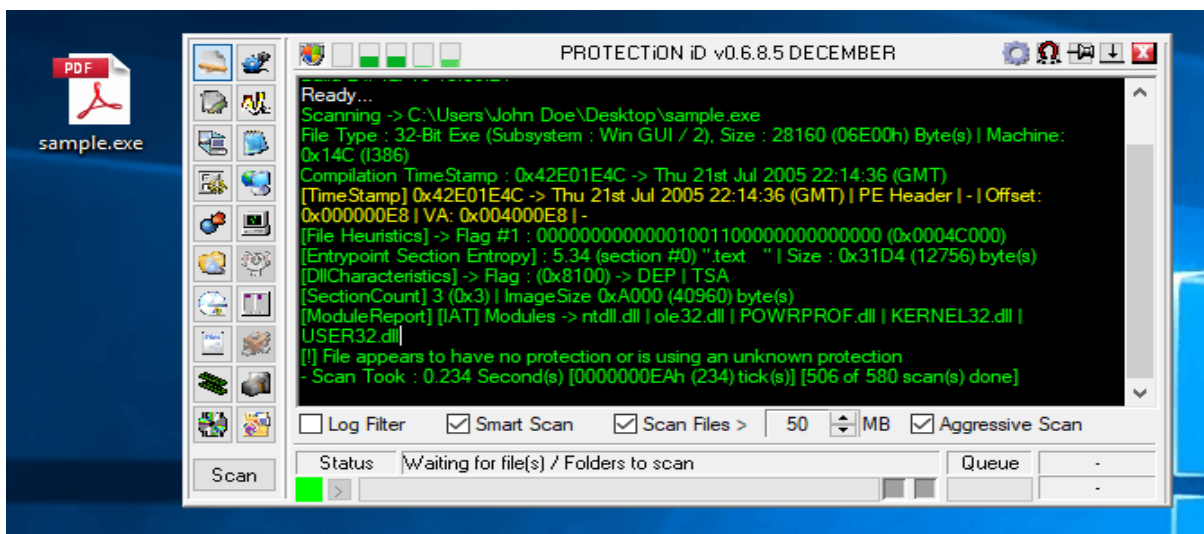 PDF
sample.exe
PROTECTiON iD v0.6.8.5 DECEMBER
Ready...
Scanning -> C:\Users\John Doe\Desktop\sample.exe
File Type : 32-Bit Exe (Subsystem : Win GUI / 2), Size : 28160 (06E00h) Byte(s) | Machine:
0x14C (I386)
Compilation TimeStamp : 0x42E01E4C -> Thu 21st Jul 2005 22:14:36 (GMT)
[TimeStamp] 0x42E01E4C -> Thu 21st Jul 2005 22:14:36 (GMT) | PE Header | - | Offset:
0x000000E8 | VA: 0x004000E8 | -
[File Heuristics] -> Flag #1 : 00000000000001001100000000000000 (0x0004C000)
[Entrypoint Section Entropy] : 5.34 (section #0) ".text   " | Size : 0x31D4 (12756) byte(s)
[DllCharacteristics] -> Flag : (0x8100) -> DEP | TSA
[SectionCount] 3 (0x3) | ImageSize 0xA000 (40960) byte(s)
[ModuleReport] [IAT] Modules -> ntdll.dll | ole32.dll | POWRPROF.dll | KERNEL32.dll |
USER32.dll
[!] File appears to have no protection or is using an unknown protection
- Scan Took : 0.234 Second(s) [0000000EAh (234) tick(s)] [506 of 580 scan(s) done]
Log Filter Smart Scan Scan Files > 50 MB Aggressive Scan
Scan
Status Waiting for file(s) / Folders to scan Queue -
> -